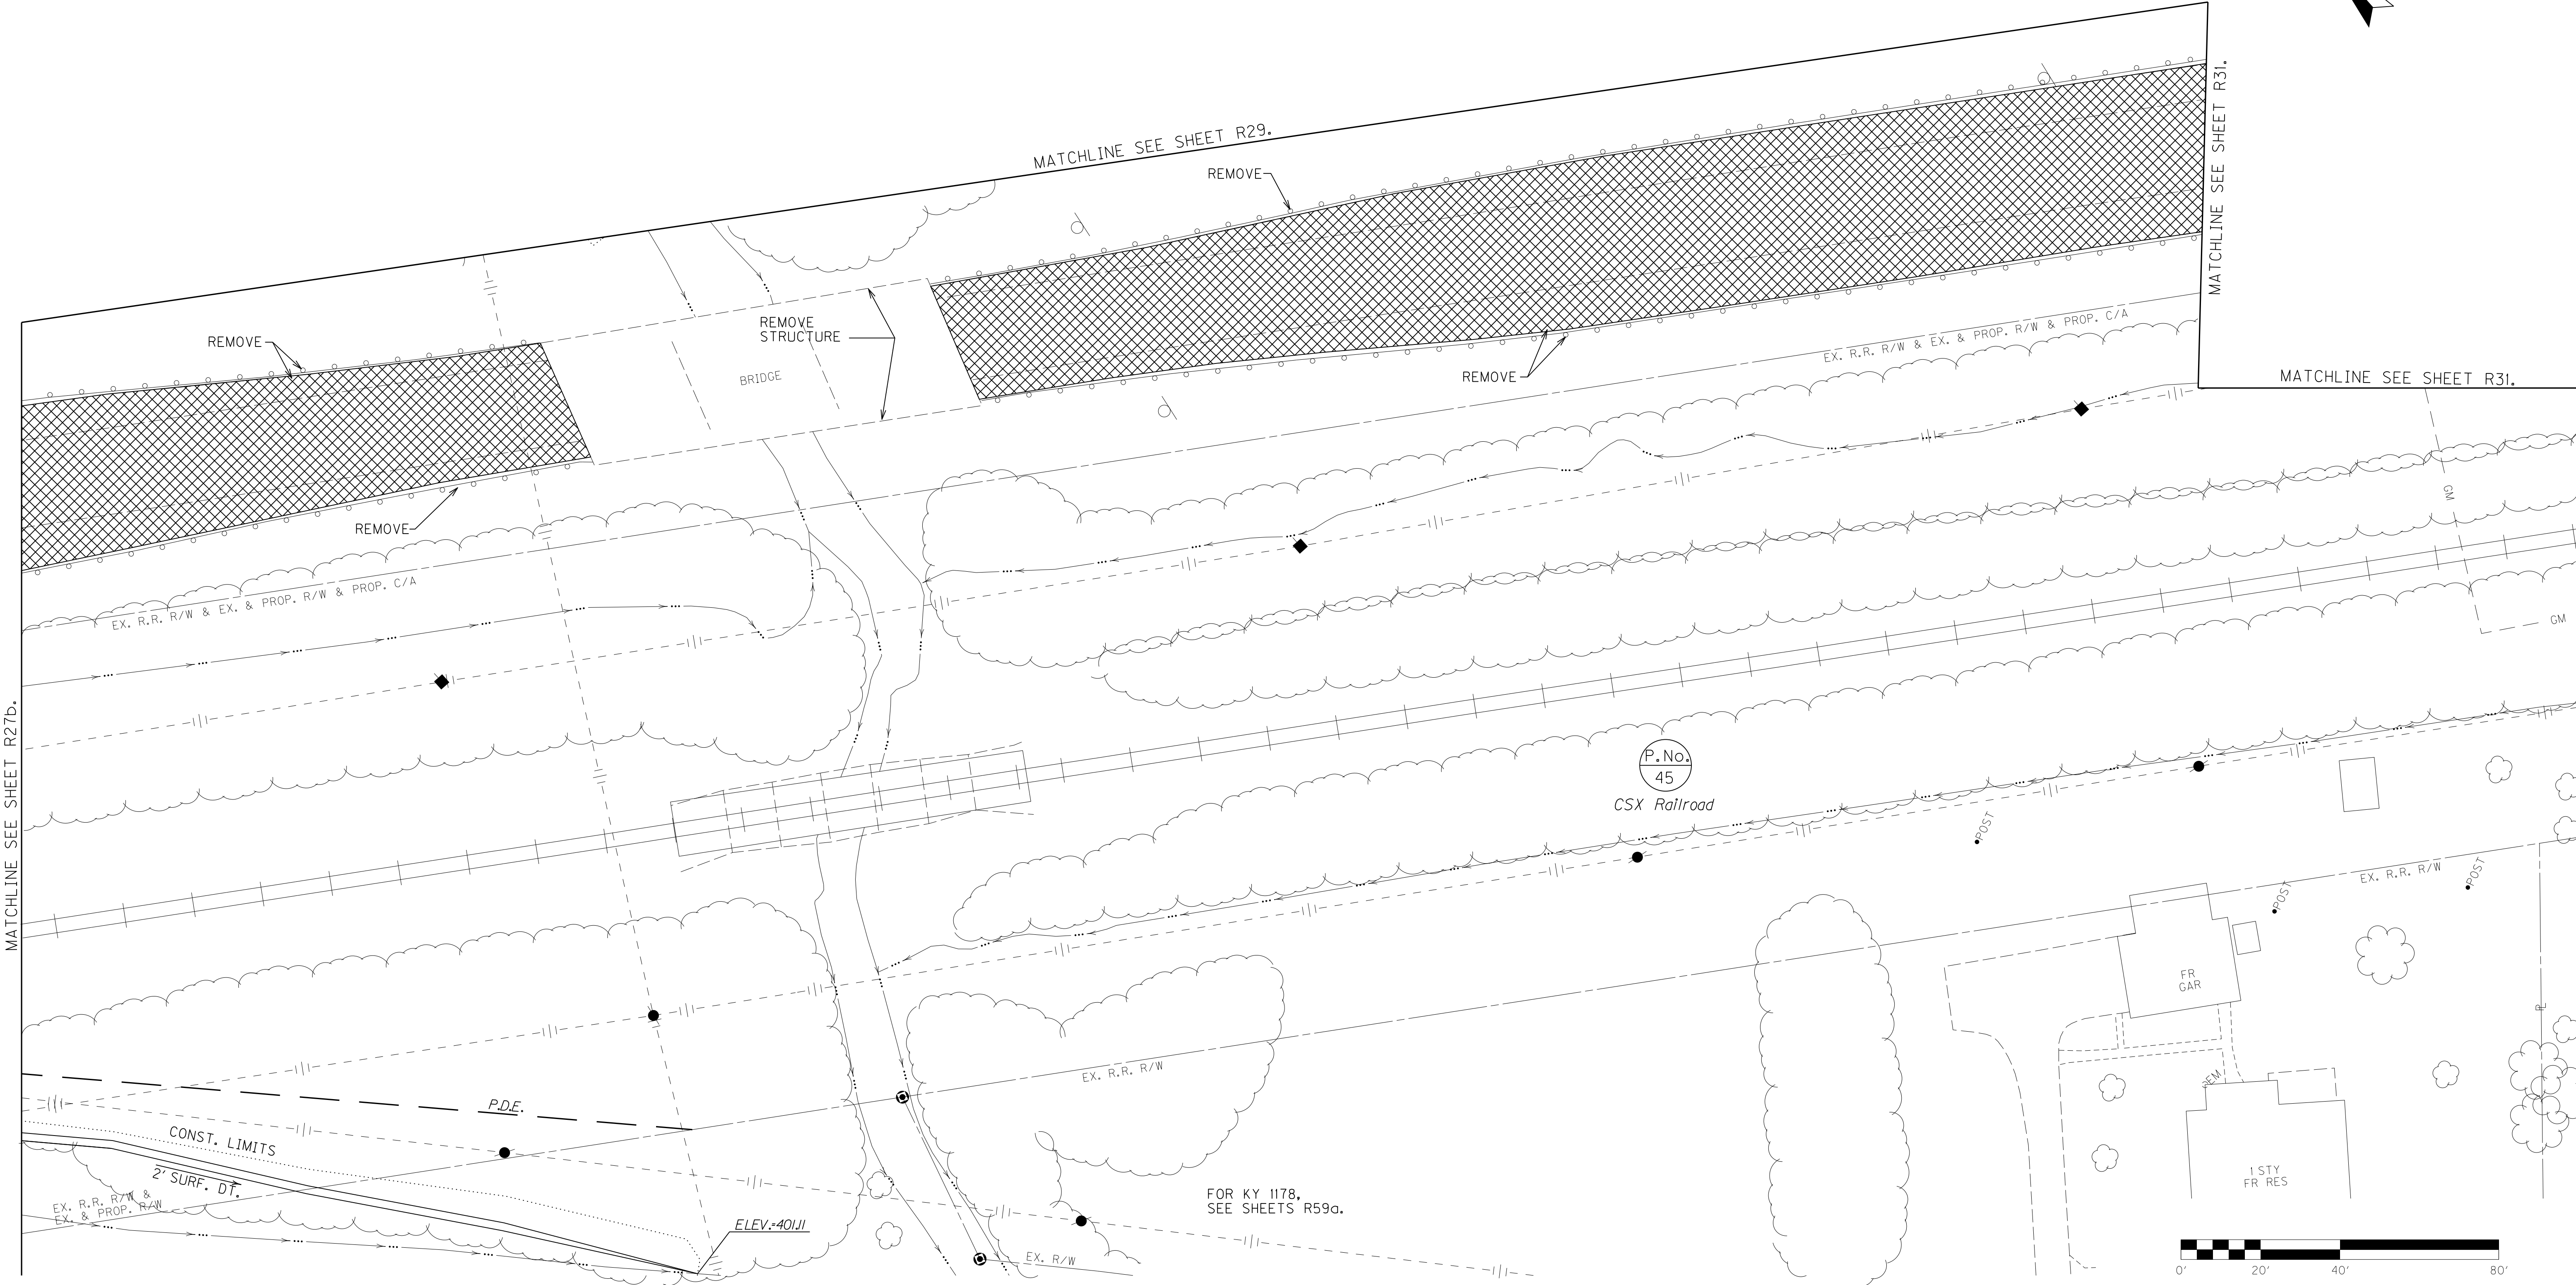 MATCHLINE SEE SHEET R29.
MATCHLINE SEE SHEET R31.
MATCHLINE SEE SHEET R31.
MATCHLINE SEE SHEET R27b.
REMOVE
REMOVE
REMOVE
STRUCTURE
BRIDGE
REMOVE
REMOVE
EX. R.R. R/W & EX. & PROP. R/W & PROP. C/A
EX. R.R. R/W & EX. & PROP. R/W & PROP. C/A
GM
GM
P.No.
45
CSX Railroad
POST
POST
POST
EX. R.R. R/W
FR
GAR
PL
1 STY
FR RES
EX. R.R. R/W
P.D.E.
CONST. LIMITS
2' SURF. DT.
EX. R.R. R/W &
EX. & PROP. R/W
FOR KY 1178,
SEE SHEETS R59a.
EX. R/W
0' 20' 40' 80'